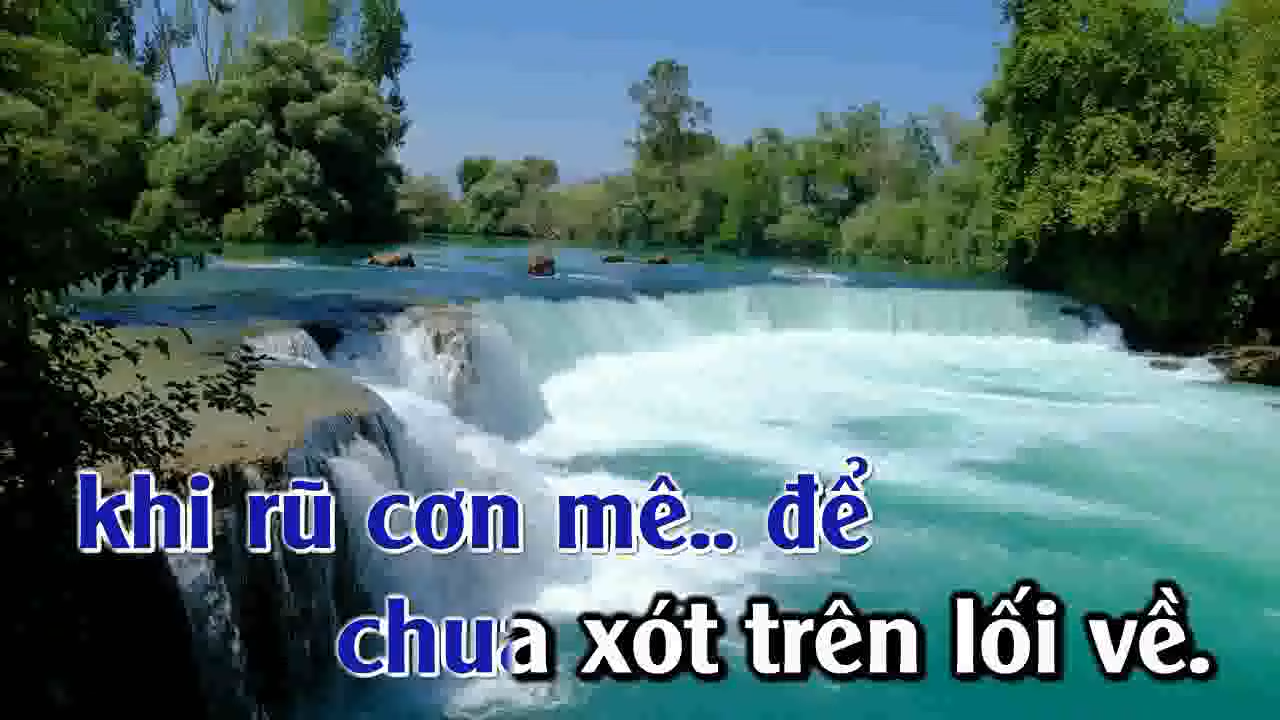 khi rũ cơn mê.. để
chua xót trên lối về.